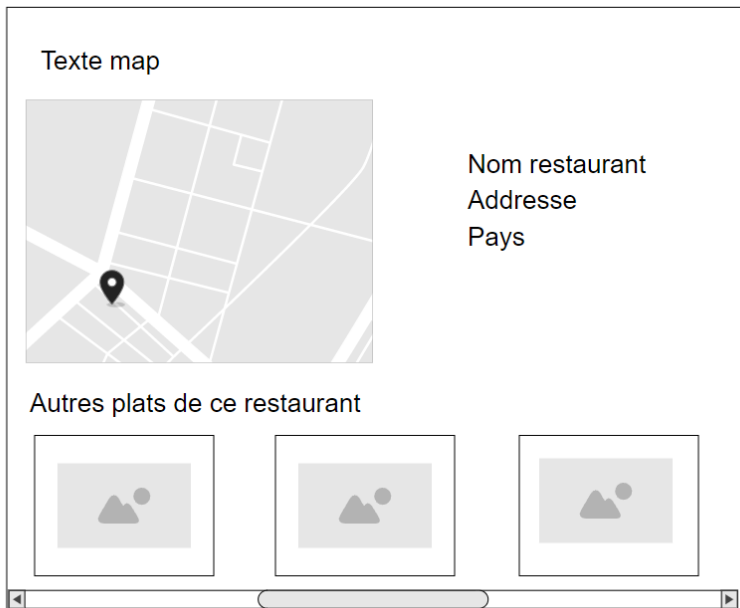 Texte map
Nom restaurant
Addresse
Pays
Autres plats de ce restaurant